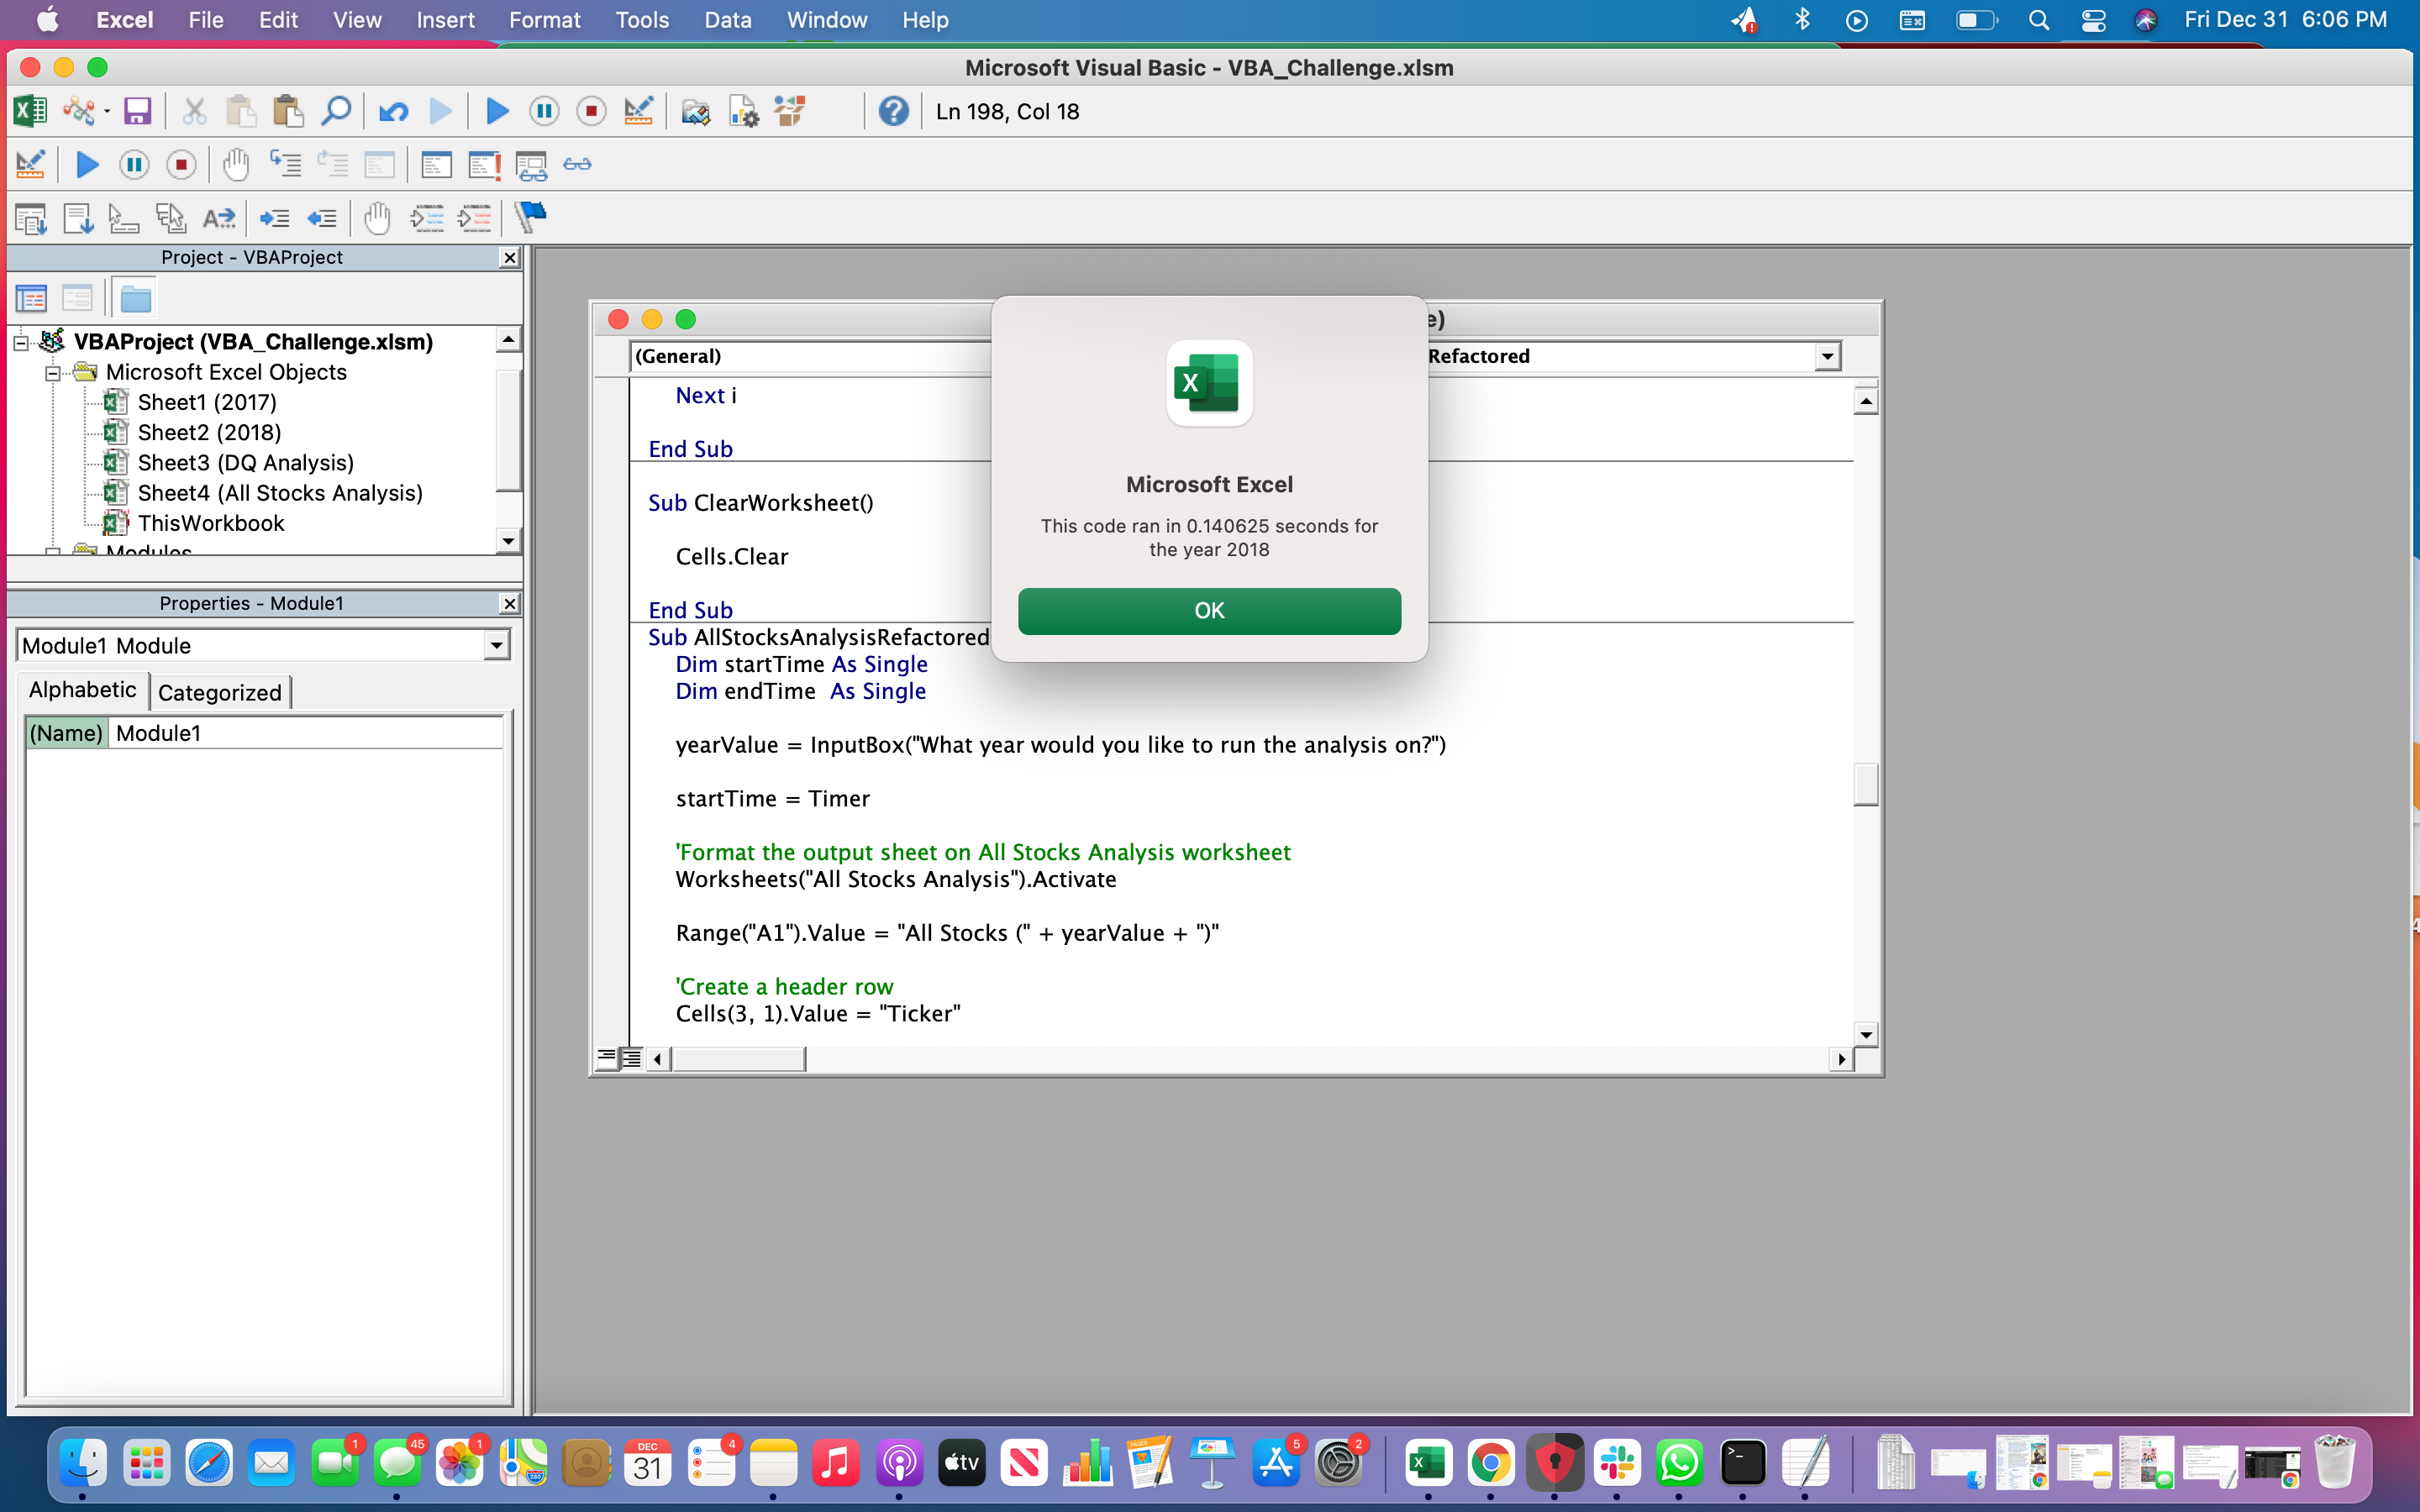 Excel File Edit View Insert Format Tools Data Window Help Fri Dec 31 6:06 PM
Microsoft Visual Basic - VBA_Challenge.xlsm
Ln 198, Col 18
Project - VBAProject
VBAProject (VBA_Challenge.xlsm)
Microsoft Excel Objects
Sheet1 (2017)
Sheet2 (2018)
Sheet3 (DQ Analysis)
Sheet4 (All Stocks Analysis)
ThisWorkbook
Modules
Properties - Module1
Module1 Module
Alphabetic Categorized
(Name) Module1
e)
(General) Refactored
Next i
End Sub
Sub ClearWorksheet()
Cells.Clear
End Sub
Sub AllStocksAnalysisRefactored
Dim startTime As Single
Dim endTime As Single
yearValue = InputBox("What year would you like to run the analysis on?")
startTime = Timer
'Format the output sheet on All Stocks Analysis worksheet
Worksheets("All Stocks Analysis").Activate
Range("A1").Value = "All Stocks (" + yearValue + ")"
'Create a header row
Cells(3, 1).Value = "Ticker"
Microsoft Excel
This code ran in 0.140625 seconds for
the year 2018
OK
1 45 1 DEC 31 4 tv 5 2